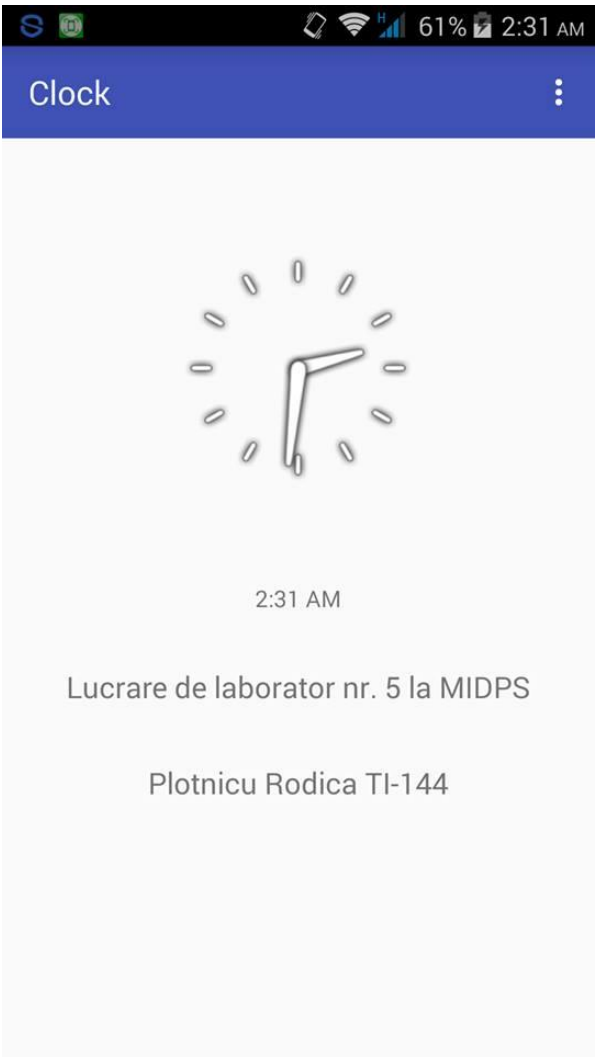 61% 2:31 AM
Clock
2:31 AM
Lucrare de laborator nr. 5 la MIDPS
Plotnicu Rodica TI-144